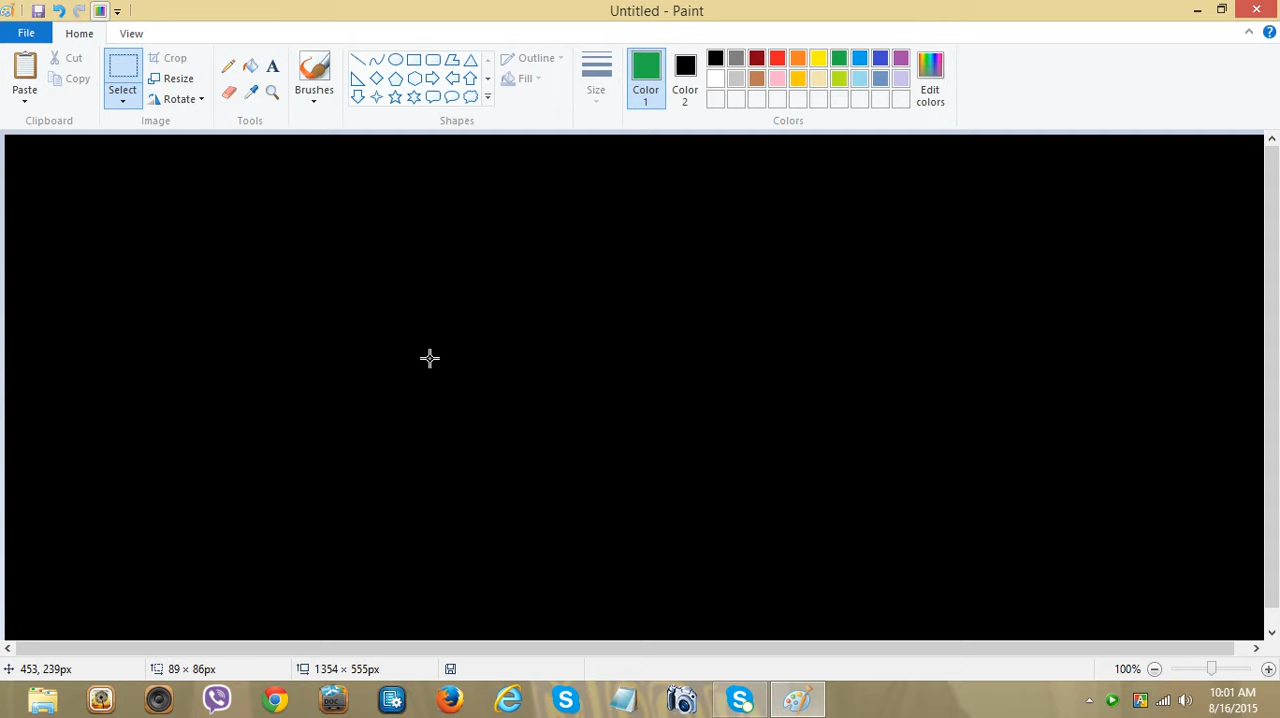 Untitled - Paint
File Home View
Paste
Cut
Copy
Clipboard
Select
Crop
Resize
Rotate
Image
Tools
Brushes
Shapes
Outline
Fill
Size
Color 1
Color 2
Edit colors
Colors
453, 239px 89 × 86px 1354 × 555px 100%
DOC
10:01 AM
8/16/2015